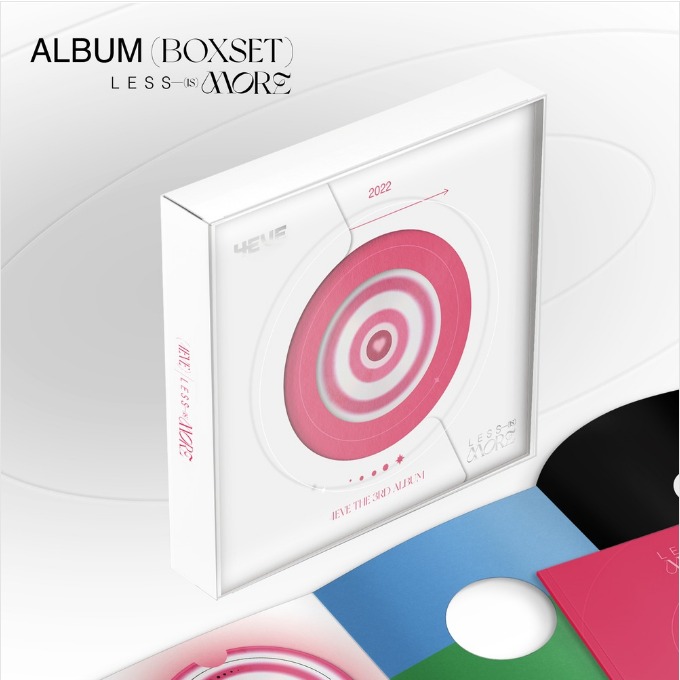 ALBUM (BOXSET)
LESS—(IS) MORE
2022
4EVE
4EVE LESS—(IS) MORE
LESS—(IS)
MORE
4EVE THE 3RD ALBUM